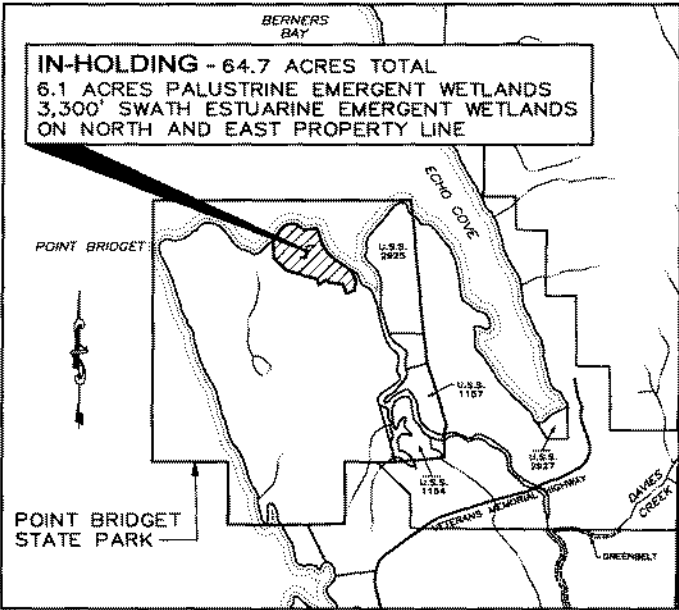 BERNERS
BAY
IN-HOLDING - 64.7 ACRES TOTAL
6.1 ACRES PALUSTRINE EMERGENT WETLANDS
3,300' SWATH ESTUARINE EMERGENT WETLANDS
ON NORTH AND EAST PROPERTY LINE
ECHO COVE
POINT BRIDGET
U.S.S.
2925
U.S.S.
1157
U.S.S.
2927
U.S.S.
1154
VETERANS MEMORIAL HIGHWAY
DAVIES
CREEK
POINT BRIDGET
STATE PARK
GREENBELT